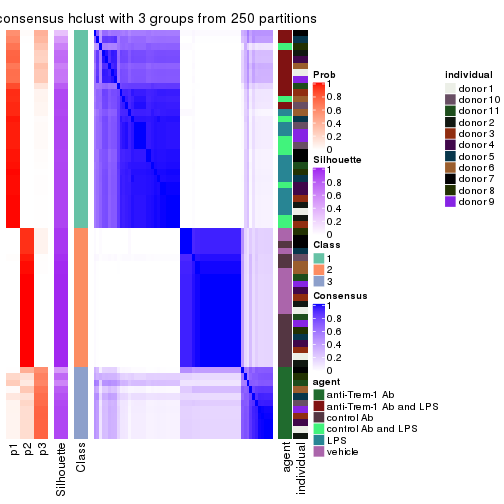 consensus hclust with 3 groups from 250 partitions
Prob
0.8
0.6
0.4
0.2
0
Silhouette
1
0.8
0.6
0.4
0.2
0
Class
1
2
3
Consensus
1
0.8
0.6
0.4
0.2
0
agent
anti-Trem-1 Ab
anti-Trem-1 Ab and LPS
control Ab
control Ab and LPS
LPS
vehicle
individual
donor 1
donor 10
donor 11
donor 2
donor 3
donor 4
donor 5
donor 6
donor 7
donor 8
donor 9
p1
p2
p3
Silhouette
Class
agent
individual